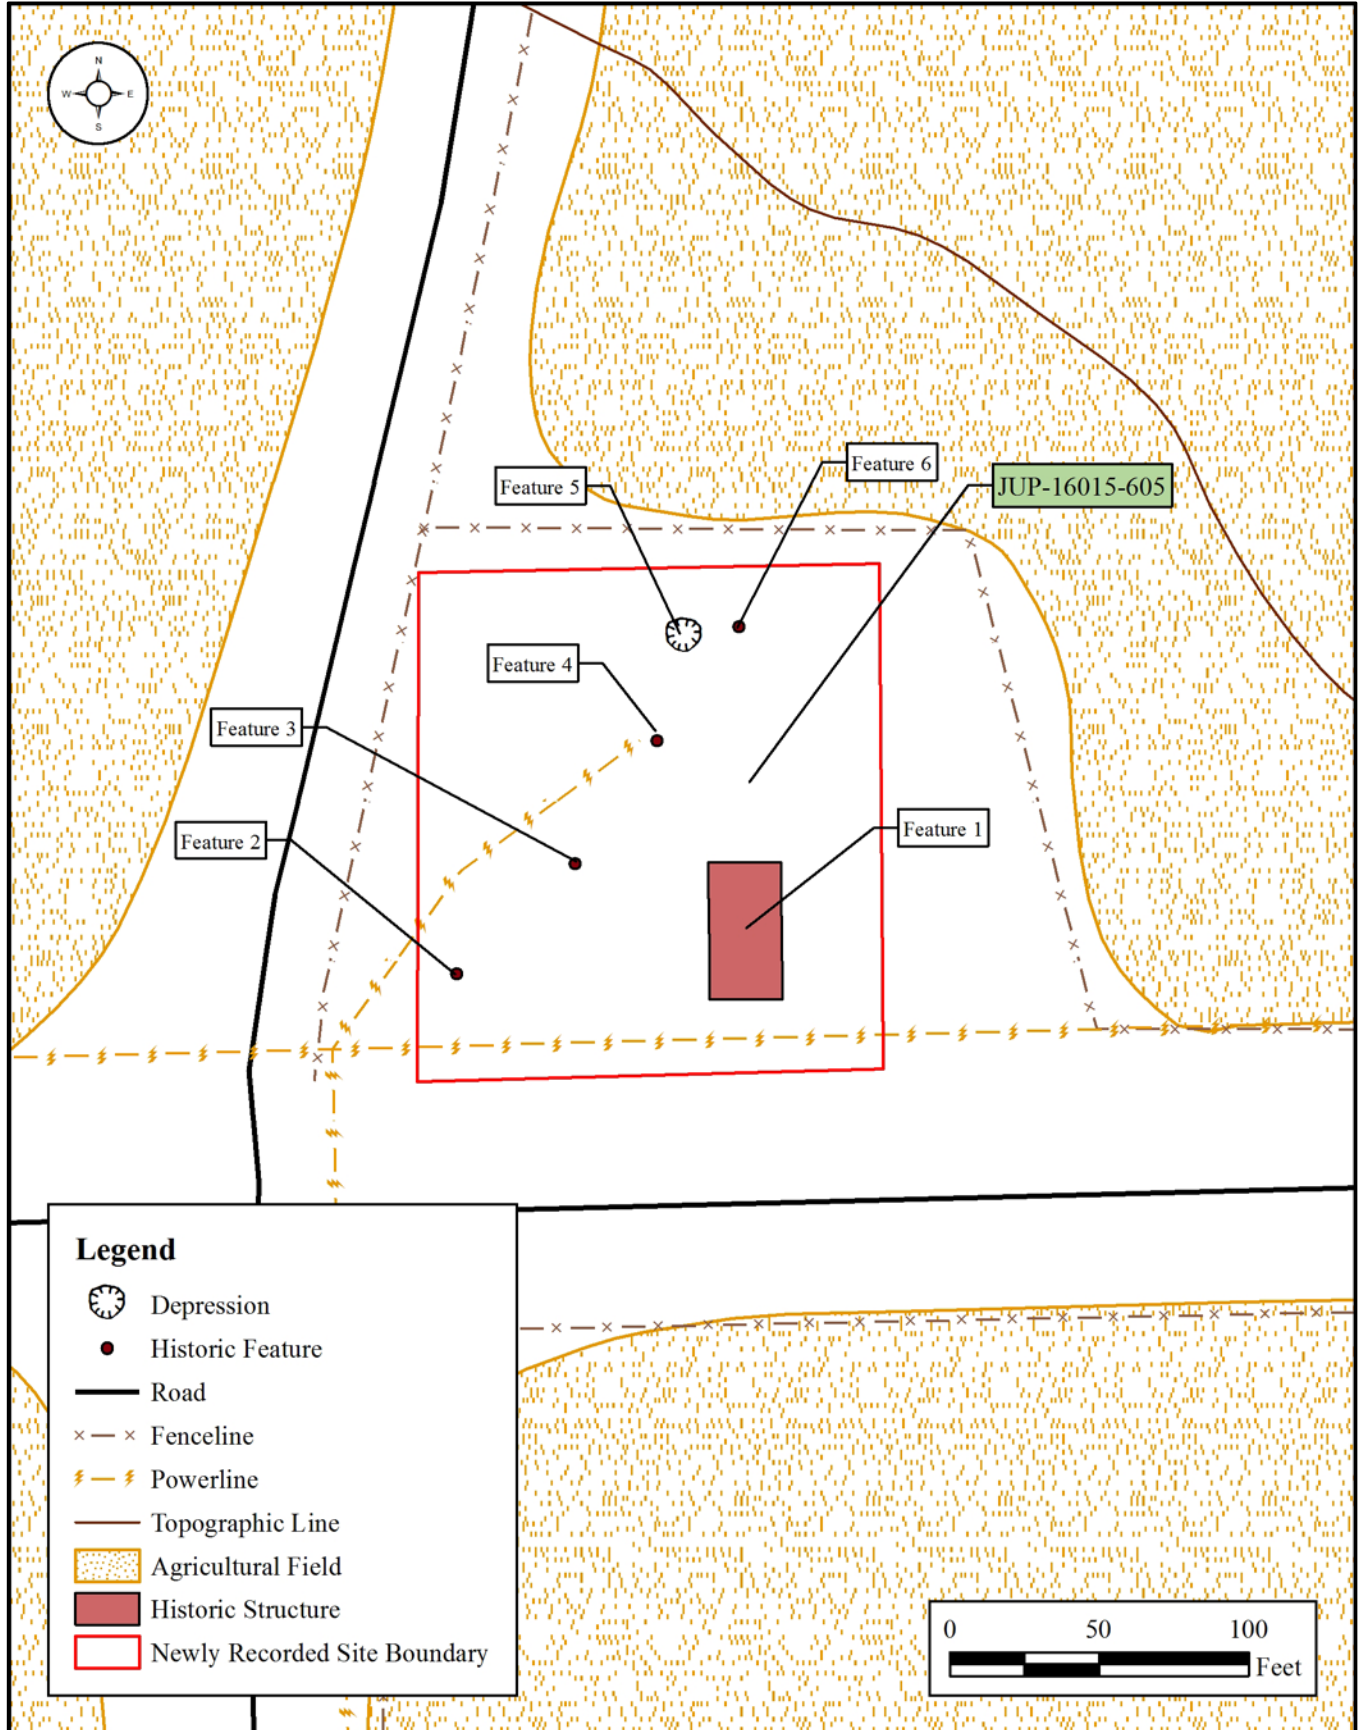 N
W E
S
Feature 6
Feature 5
JUP-16015-605
Feature 4
Feature 3
Feature 2
Feature 1
Legend
Depression
Historic Feature
Road
Fenceline
Powerline
Topographic Line
Agricultural Field
Historic Structure
Newly Recorded Site Boundary
0 50 100
Feet